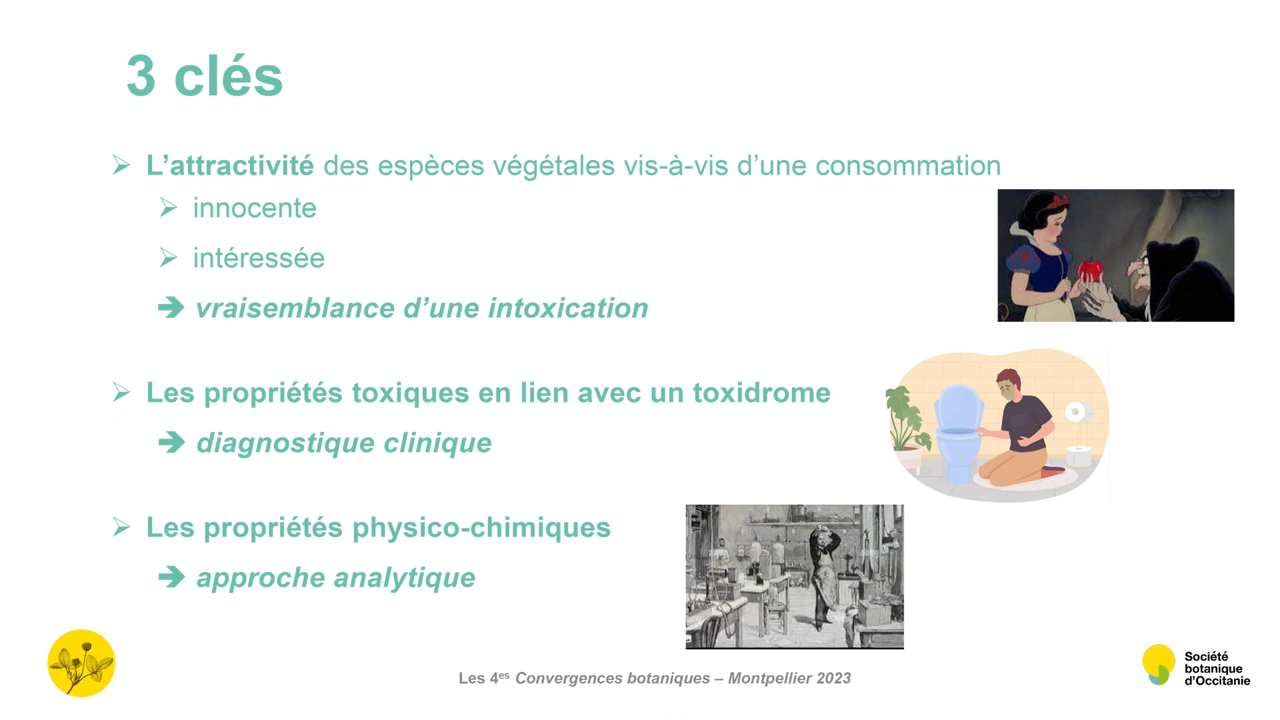 3 clés
L’attractivité des espèces végétales vis-à-vis d’une consommation
innocente
intéressée
➔ vraisemblance d’une intoxication
Les propriétés toxiques en lien avec un toxidrome
➔ diagnostique clinique
Les propriétés physico-chimiques
➔ approche analytique
Les 4es Convergences botaniques – Montpellier 2023
Société
botanique
d’Occitanie